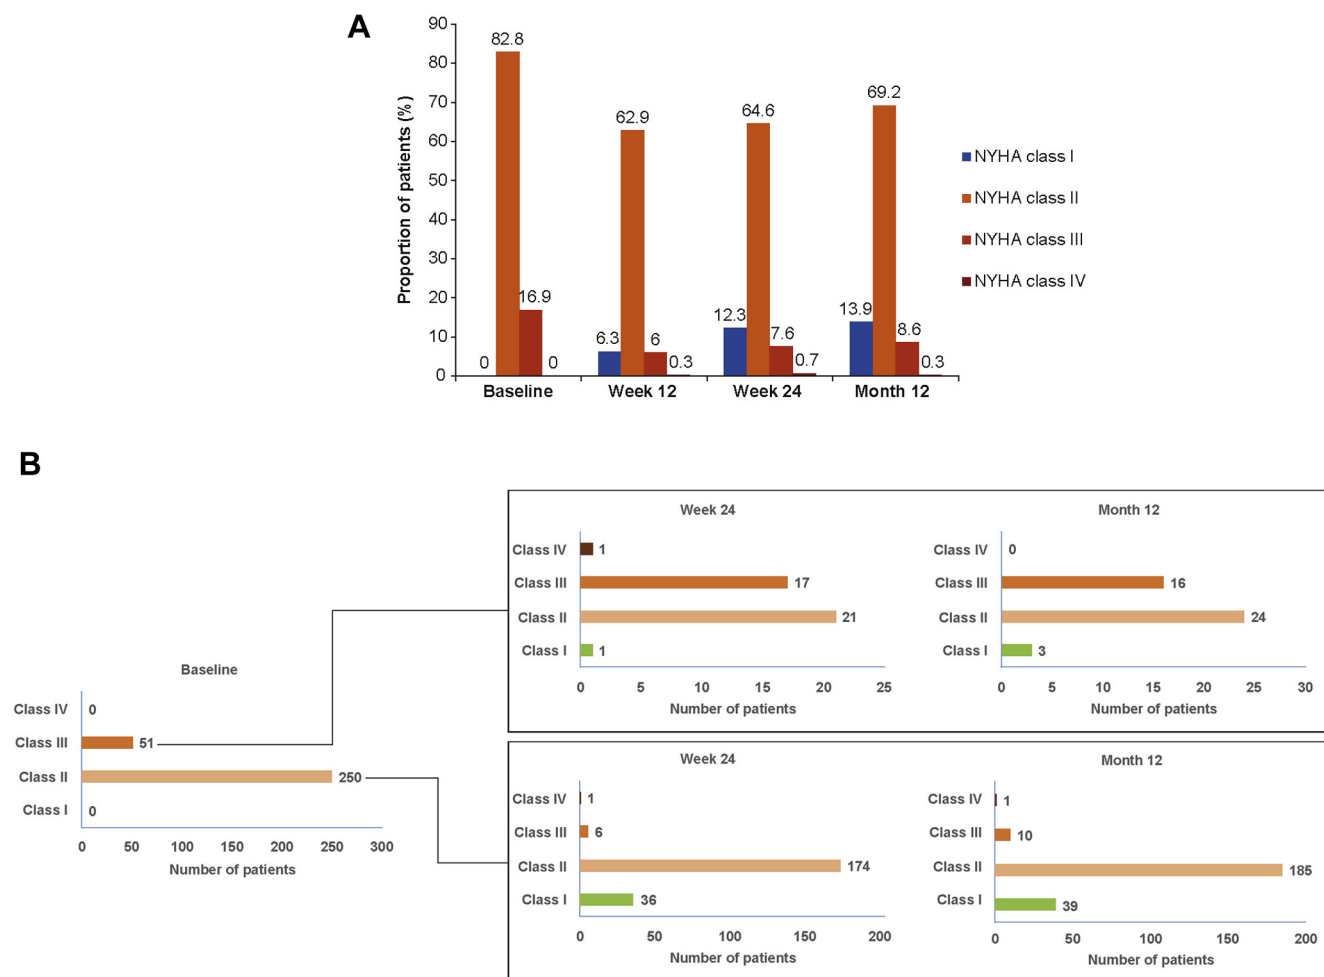 A
Proportion of patients (%)
90
80
70
60
50
40
30
20
10
0
82.8
16.9
0
0
62.9
6.3
6
0.3
64.6
12.3
7.6
0.7
69.2
13.9
8.6
0.3
Baseline
Week 12
Week 24
Month 12
NYHA class I
NYHA class II
NYHA class III
NYHA class IV
B
Baseline
Class IV 0
Class III 51
Class II 250
Class I 0
0 50 100 150 200 250 300
Number of patients
Week 24
Class IV 1
Class III 17
Class II 21
Class I 1
0 5 10 15 20 25
Number of patients
Month 12
Class IV 0
Class III 16
Class II 24
Class I 3
0 5 10 15 20 25 30
Number of patients
Week 24
Class IV 1
Class III 6
Class II 174
Class I 36
0 50 100 150 200
Number of patients
Month 12
Class IV 1
Class III 10
Class II 185
Class I 39
0 50 100 150 200
Number of patients